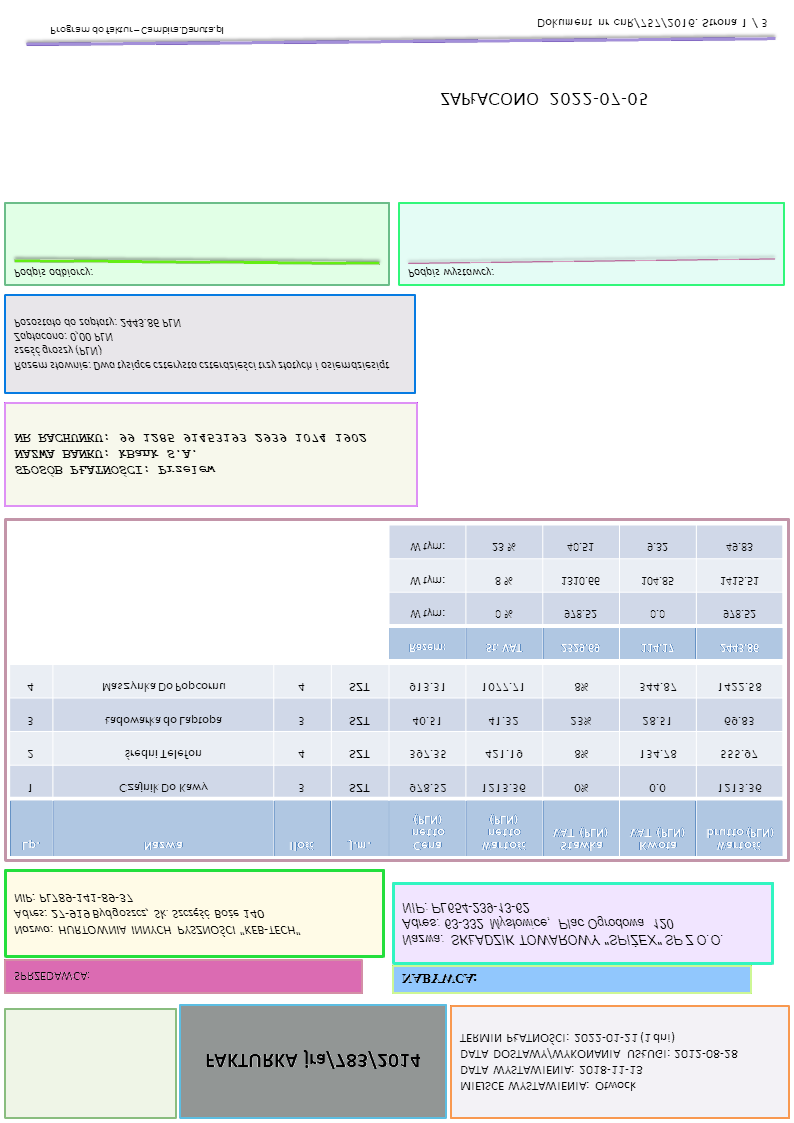 FAKTURKA jra/783/2014
MIEJSCE WYSTAWIENIA: Otwock
DATA WYSTAWIENIA: 2018-11-13
DATA DOSTAWY/WYKONANIA USŁUGI: 2012-08-28
TERMIN PŁATNOŚCI: 2022-01-21 (1 dni)
SPRZEDAWCA:
Nazwa: HURTOWNIA INNYCH PYSZNOŚCI "KEB-TECH"
Adres: 27-919 Bydgoszcz, Sk. Szczęść Boże 140
NIP: PL789-141-89-37
NABYWCA:
Nazwa: SKŁADZIK TOWAROWY "SPIŻEX" SP Z O.O.
Adres: 63-332 Mysłowice, Plac Ogrodowa 120
NIP: PL654-239-13-62
Lp. Nazwa Ilość J.m. Cena netto (PLN) Wartość netto (PLN) Stawka VAT (PLN) Kwota VAT (PLN) Wartość brutto (PLN)
1 Czajnik Do Kawy 3 SZT 978.52 1213.36 0% 0.0 1213.36
2 Średni Telefon 4 SZT 397.35 421.19 8% 134.78 555.97
3 Ładowarka do Laptopa 3 SZT 40.51 41.32 23% 28.51 69.83
4 Maszynka Do Popcornu 4 SZT 913.31 1077.71 8% 344.87 1422.58
Razem: St. VAT 2329.69 114.17 2443.86
W tym: 0 % 978.52 0.0 978.52
W tym: 8 % 1310.66 104.85 1415.51
W tym: 23 % 40.51 9.32 49.83
SPOSÓB PŁATNOŚCI: Przelew
NAZWA BANKU: kBank S.A.
NR RACHUNKU: 99 1285 91453193 2939 1074 1902
Razem słownie: Dwa tysiące czterysta czterdzieści trzy złotych i osiemdziesiąt
sześć groszy (PLN)
Zapłacono: 0,00 PLN
Pozostało do zapłaty: 2443.86 PLN
Podpis odbiorcy:
Podpis wystawcy:
ZAPŁACONO 2022-07-05
Program do faktur – Cambira.Danuta.pl
Dokument nr cnR/757/2016. Strona 1 / 3